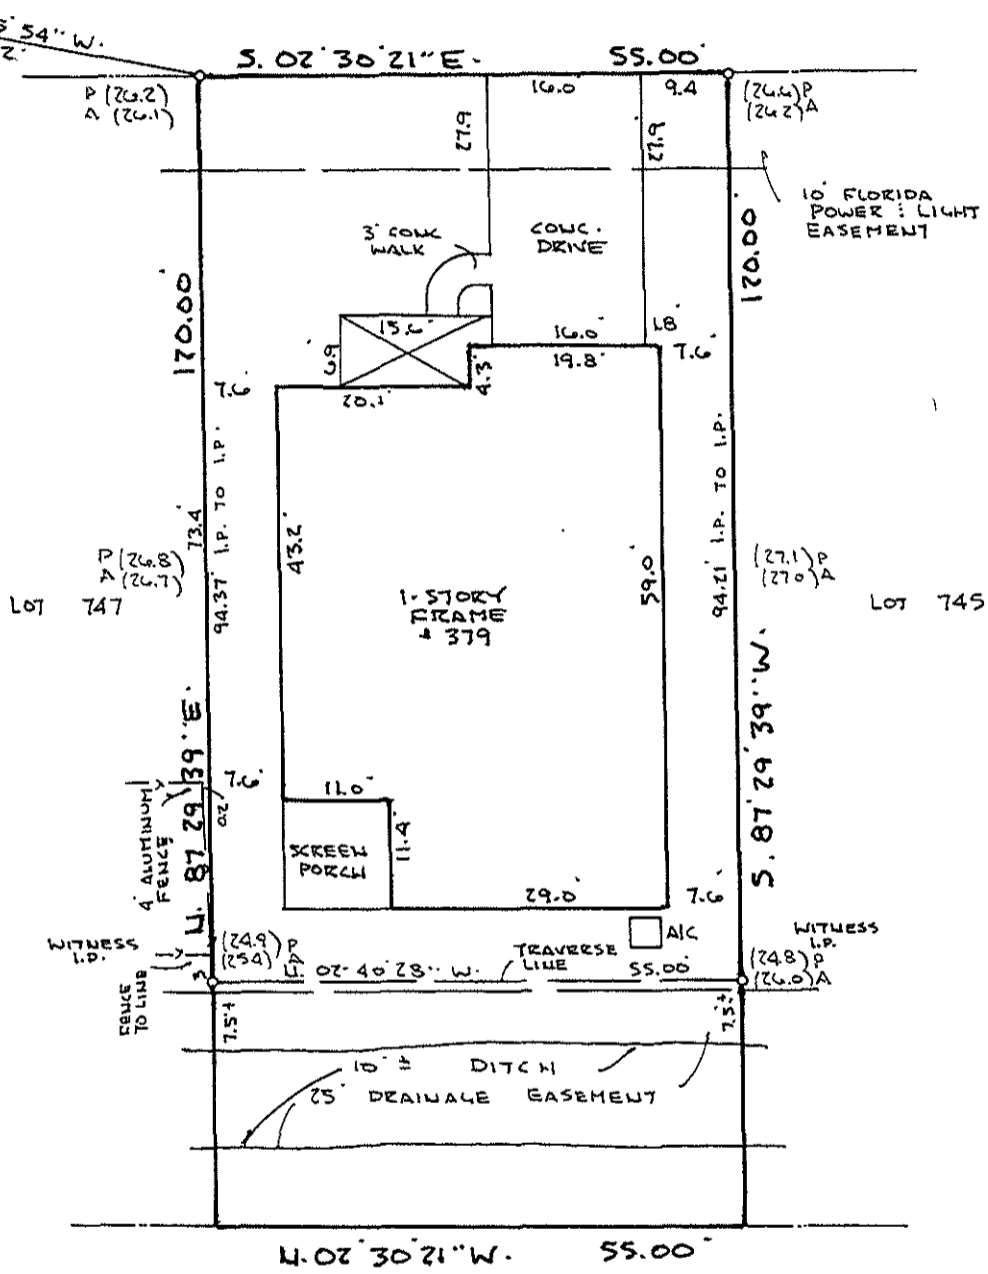 5' 54" W.
2'
S. 02° 30' 21" E. 55.00'
P (26.2)
A (26.1)
16.0
9.4
(26.6) P
(26.2) A
27.9
27.9
10' FLORIDA
POWER & LIGHT
EASEMENT
3' CONC
WALK
CONC.
DRIVE
120.00'
120.00'
15.6'
6.9'
16.0'
18'
19.8'
7.6'
4.3'
7.6'
20.1'
94.37' I.P. TO I.P.
73.4'
94.21' I.P. TO I.P.
43.2'
59.0'
P (26.8)
A (26.7)
(27.1) P
(27.0) A
LOT 747
1-STORY
FRAME
# 379
LOT 745
N. 87° 29' 39" E.
S. 87° 29' 39" W.
7.6'
0.2
11.0'
11.4'
4' ALUMINUM
FENCE
SCREEN
PORCH
29.0'
7.6'
A/C
WITNESS
I.P.
(24.9) P
(25.4)
WITNESS
I.P.
(24.8) P
(26.0) A
02° 40' 28" W.
TRAVERSE
LINE
55.00'
FENCE
TO LINE
7.5'±
7.5'±
10' ± DITCH
25' DRAINAGE EASEMENT
N. 02° 30' 21" W. 55.00'